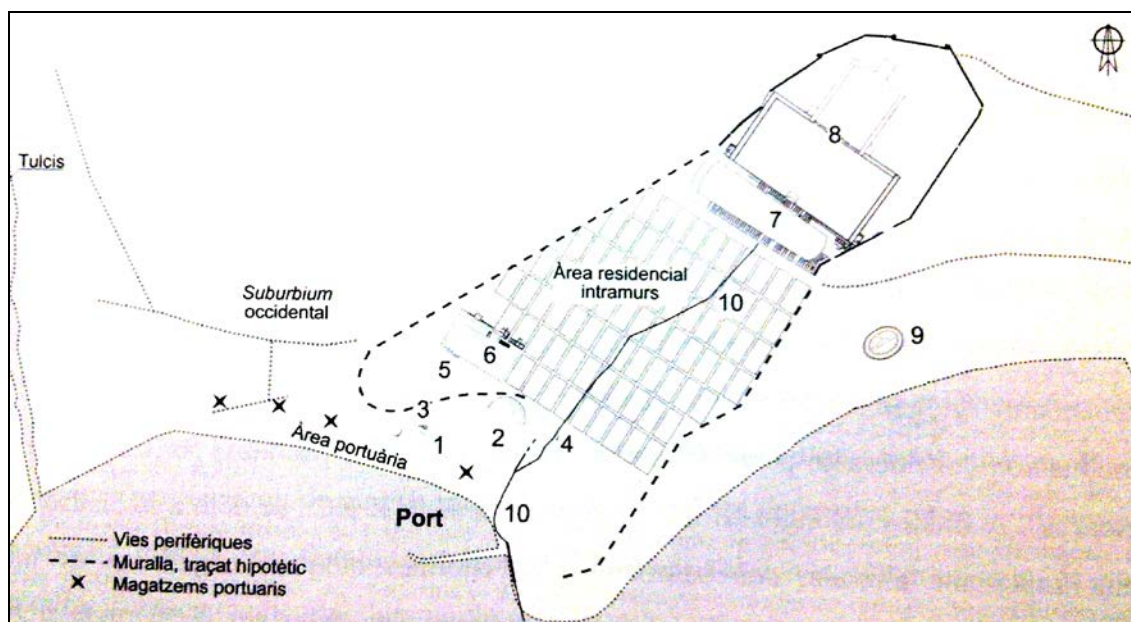 8
Tulcis
7
Àrea residencial
intramurs
10
Suburbium
occidental
9
6
5
3
Àrea portuària
1
2
4
Port
10
Vies perifèriques
Muralla, traçat hipotètic
Magatzems portuaris